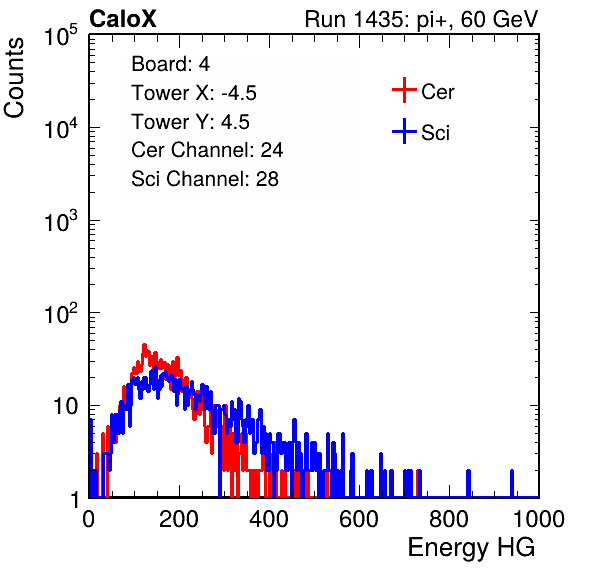 CaloX Run 1435: pi+, 60 GeV
Counts
Board: 4
Tower X: -4.5
Tower Y: 4.5
Cer Channel: 24
Sci Channel: 28
Cer
Sci
10^5
10^4
10^3
10^2
10
1
0 200 400 600 800 1000
Energy HG